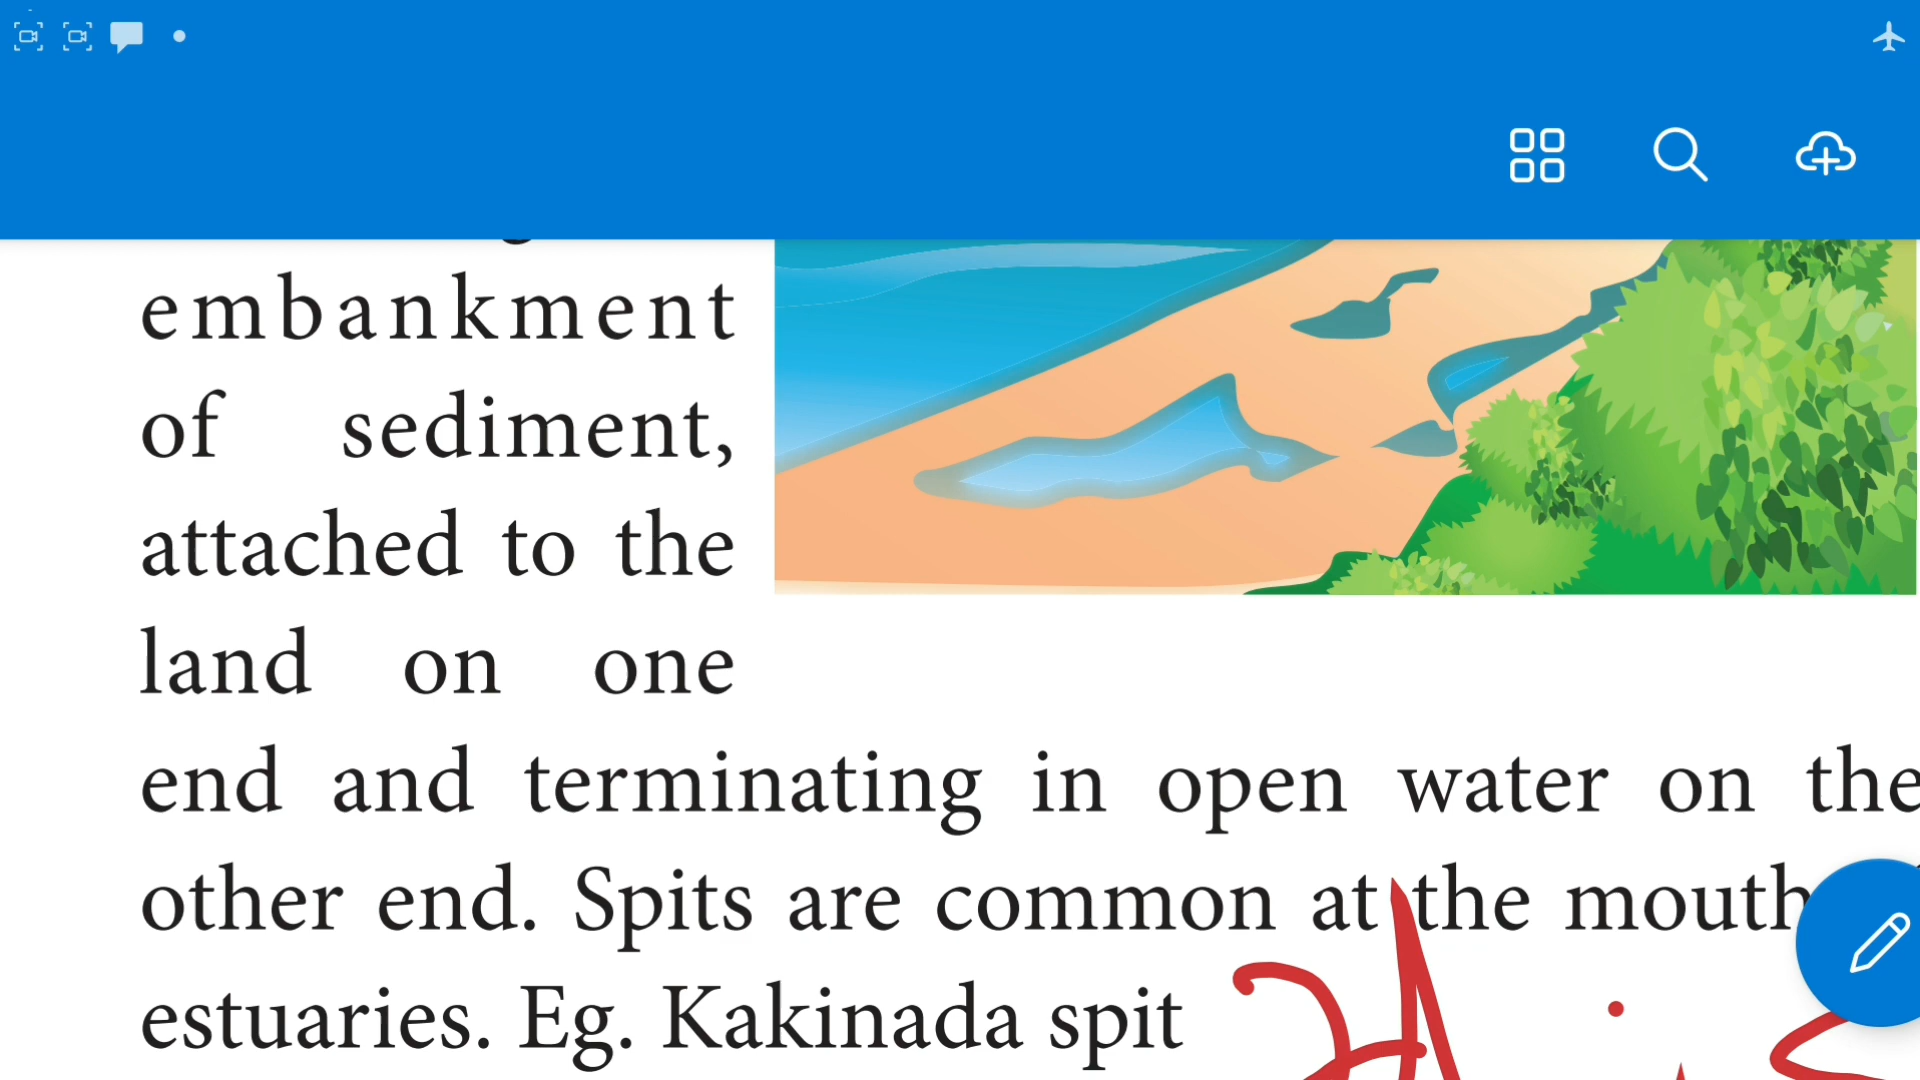 embankment
of sediment,
attached to the
land on one
end and terminating in open water on the
other end. Spits are common at the mouth
estuaries. Eg. Kakinada spit